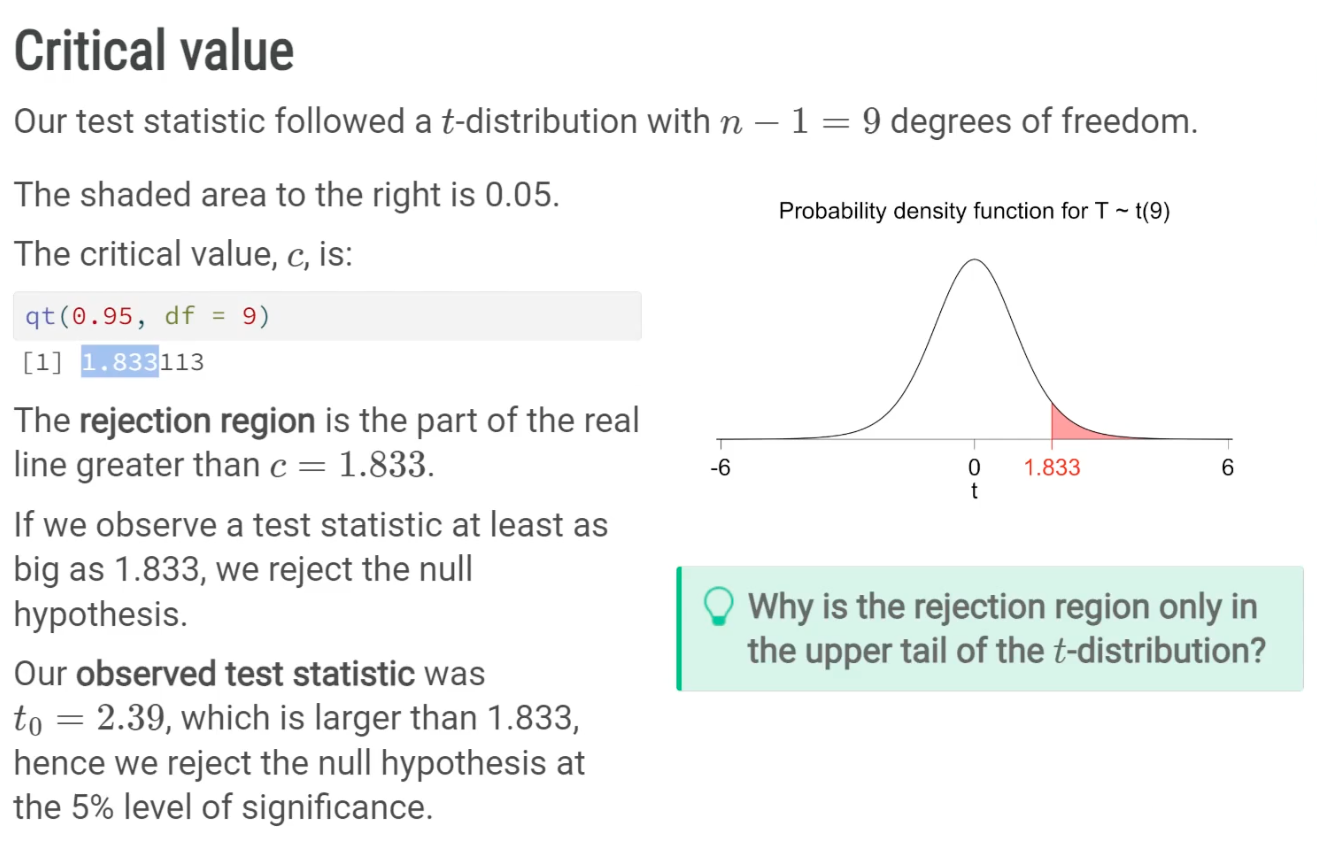 Critical value
Our test statistic followed a t-distribution with n − 1 = 9 degrees of freedom.
The shaded area to the right is 0.05.
The critical value, c, is:
qt(0.95, df = 9)
[1] 1.833113
The rejection region is the part of the real
line greater than c = 1.833.
If we observe a test statistic at least as
big as 1.833, we reject the null
hypothesis.
Our observed test statistic was
t₀ = 2.39, which is larger than 1.833,
hence we reject the null hypothesis at
the 5% level of significance.
Probability density function for T ~ t(9)
-6 0 1.833 6
t
Why is the rejection region only in
the upper tail of the t-distribution?